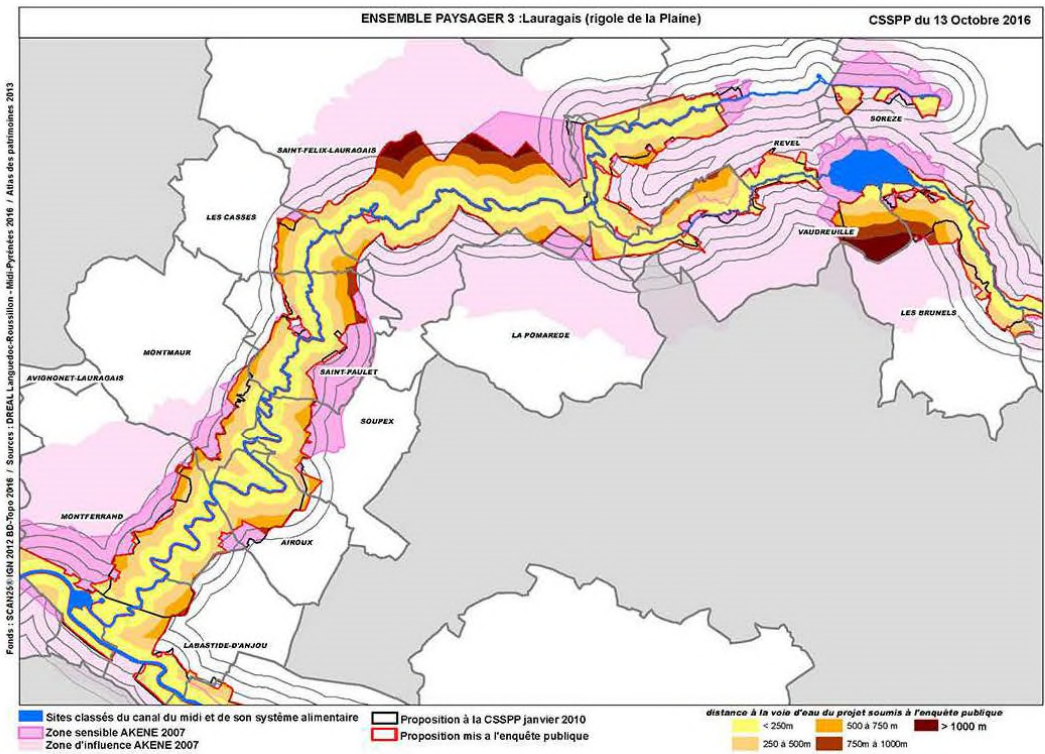 ENSEMBLE PAYSAGER 3 :Lauragais (rigole de la Plaine)
CSSPP du 13 Octobre 2016
Fonds : SCAN25®IGN 2012 BD-Topo 2016 / Sources : DREAL Languedoc-Roussillon - Midi-Pyrénées 2016 / Atlas des patrimoines 2013
SOREZE
REVEL
SAINT-FELIX-LAURAGAIS
LES CASSES
VAUDREUILLE
LES BRUNELS
LA POMAREDE
MONTMAUR
SAINT-PAULET
AVIGNONET-LAURAGAIS
SOUPEX
MONTFERRAND
AIROUX
LABASTIDE-D'ANJOU
Sites classés du canal du midi et de son système alimentaire
Zone sensible AKENE 2007
Zone d'influence AKENE 2007
Proposition à la CSSPP janvier 2010
Proposition mis a l'enquête publique
distance à la voie d'eau du projet soumis à l'enquête publique
< 250m
500 à 750 m
> 1000 m
250 à 500m
750m à 1000m